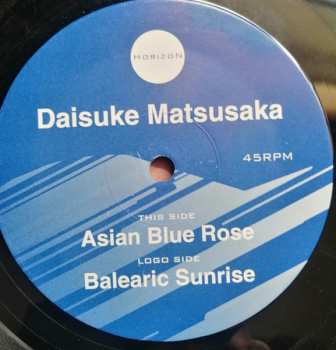 HORIZON
Daisuke Matsusaka
45RPM
THIS SIDE
Asian Blue Rose
LOGO SIDE
Balearic Sunrise